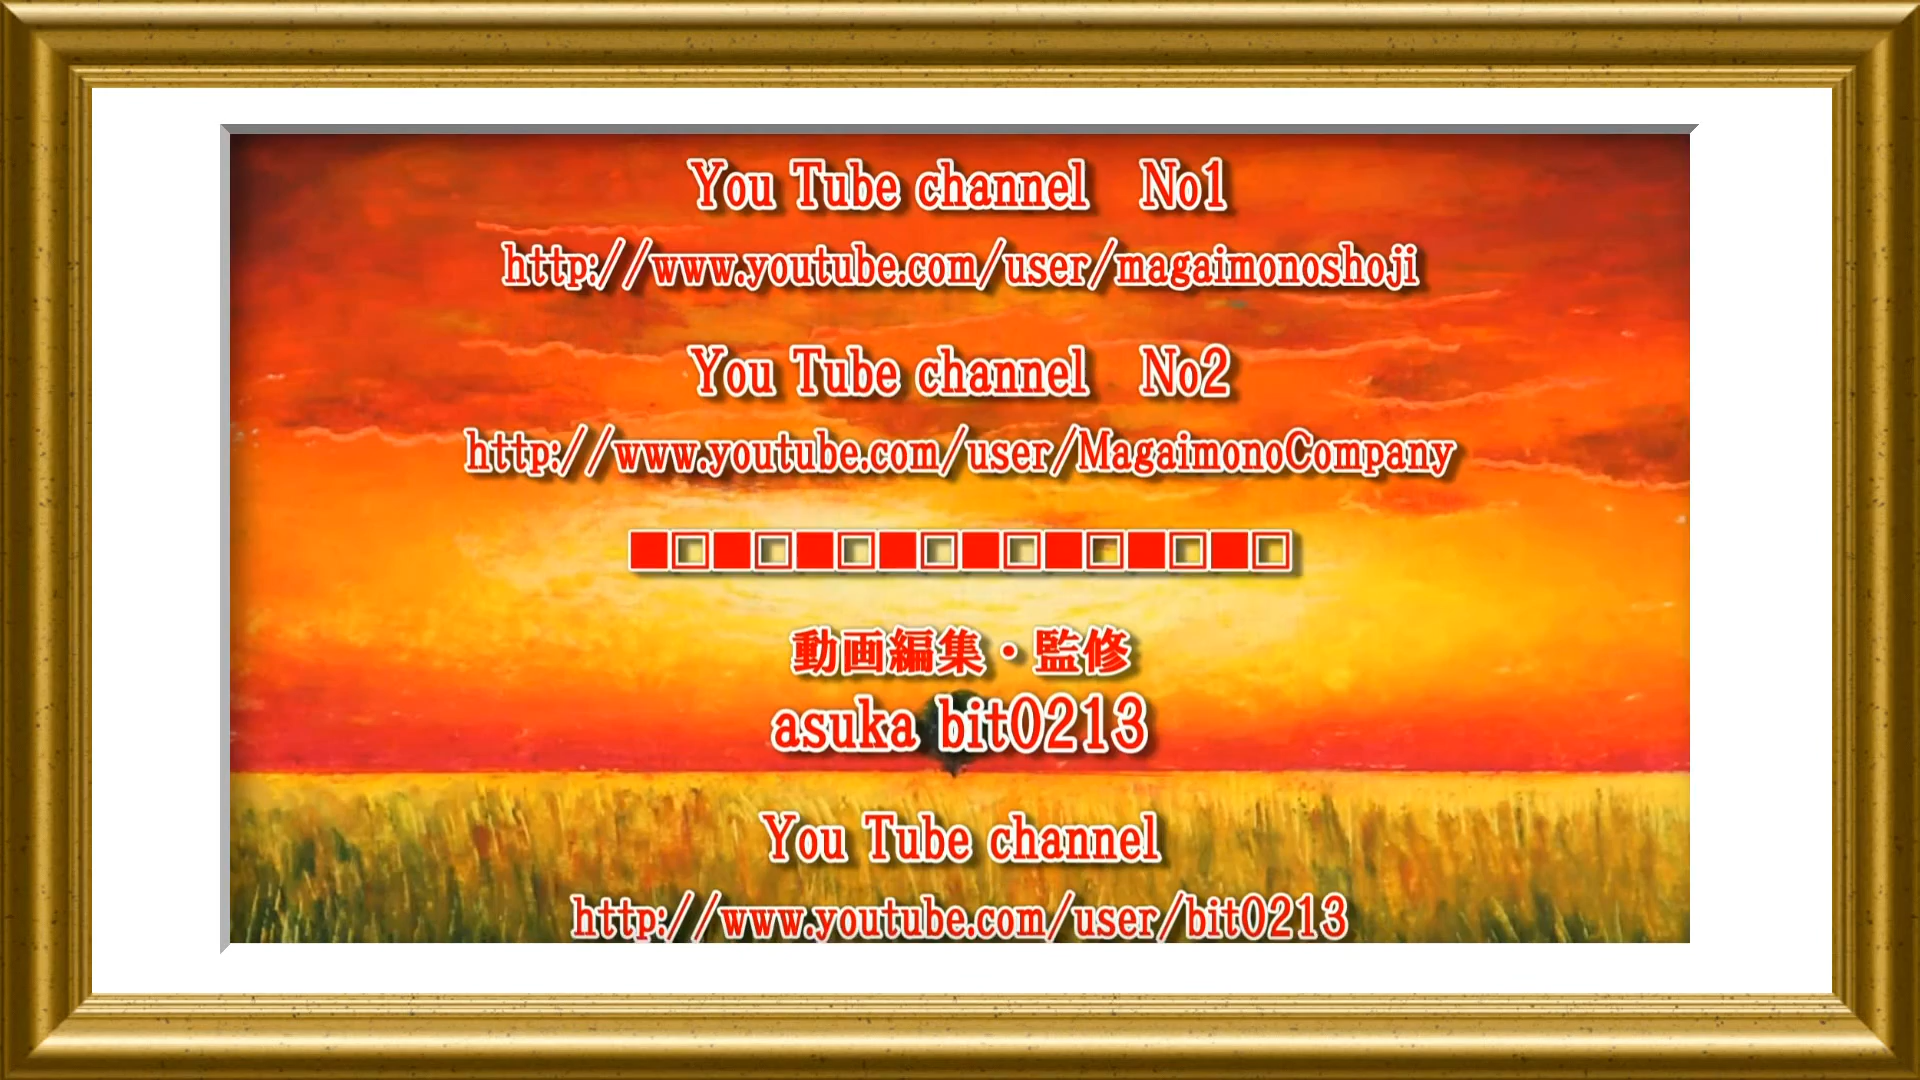 You Tube channel　No1
http://www.youtube.com/user/magaimonoshoji
You Tube channel　No2
http://www.youtube.com/user/MagaimonoCompany
■□■□■□■□■□■□■□■□
動画編集・監修
asuka bit0213
You Tube channel
http://www.youtube.com/user/bit0213